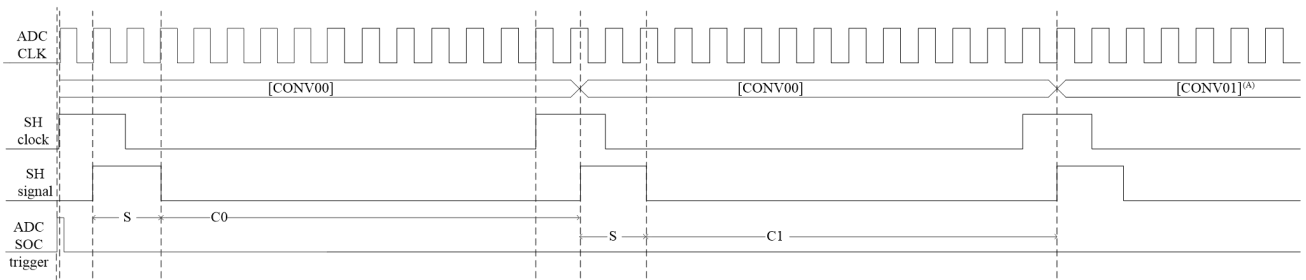 ADC
CLK
[CONV00] [CONV00] [CONV01](A)
SH
clock
SH
signal
S C0
ADC
SOC
trigger
S C1